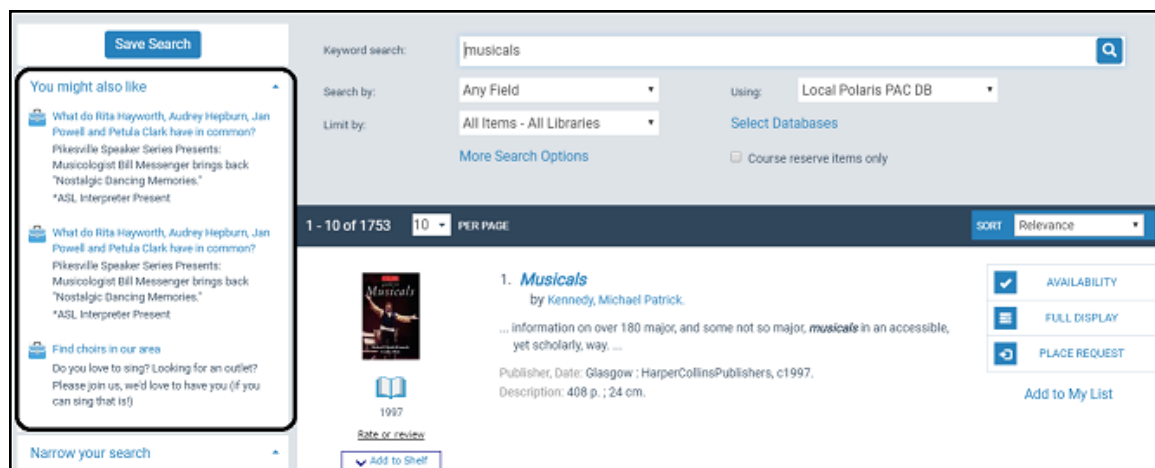 Save Search
You might also like
What do Rita Hayworth, Audrey Hepburn, Jan
Powell and Petula Clark have in common?
Pikesville Speaker Series Presents:
Musicologist Bill Messenger brings back
"Nostalgic Dancing Memories."
*ASL Interpreter Present
What do Rita Hayworth, Audrey Hepburn, Jan
Powell and Petula Clark have in common?
Pikesville Speaker Series Presents:
Musicologist Bill Messenger brings back
"Nostalgic Dancing Memories."
*ASL Interpreter Present
Find choirs in our area
Do you love to sing? Looking for an outlet?
Please join us, we'd love to have you (if you
can sing that is!)
Narrow your search
Keyword search: musicals
Search by: Any Field Using: Local Polaris PAC DB
Limit by: All Items - All Libraries Select Databases
More Search Options Course reserve items only
1 - 10 of 1753 10 PER PAGE SORT Relevance
Musicals
1997
Rate or review
Add to Shelf
1. Musicals
by Kennedy, Michael Patrick.
... information on over 180 major, and some not so major, musicals in an accessible,
yet scholarly, way. ...
Publisher, Date: Glasgow : HarperCollinsPublishers, c1997.
Description: 408 p. ; 24 cm.
AVAILABILITY
FULL DISPLAY
PLACE REQUEST
Add to My List